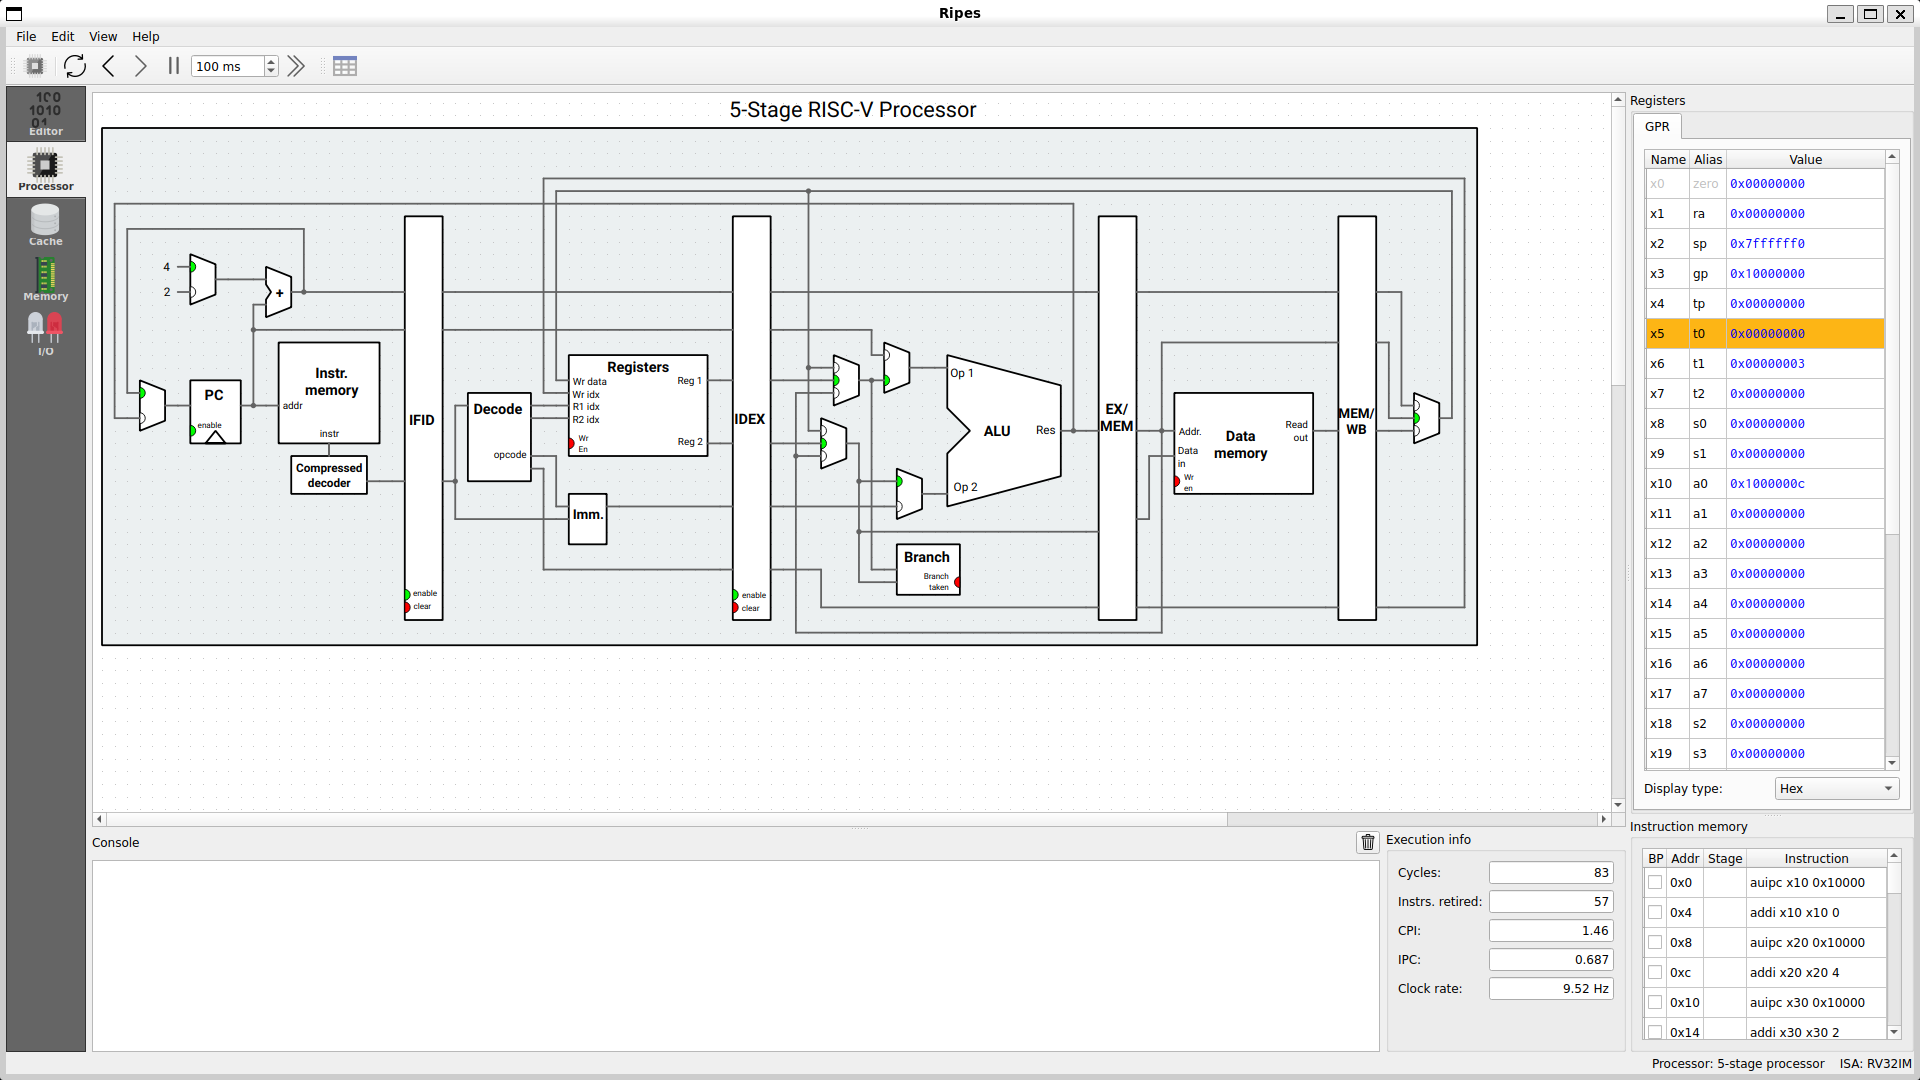 Ripes
File Edit View Help
100 ms
Editor
Processor
Cache
Memory
I/O
5-Stage RISC-V Processor
4
2
+
PC
enable
Instr.
memory
addr
instr
Compressed
decoder
IFID
enable
clear
Decode
opcode
Registers
Wr data
Wr idx
R1 idx
R2 idx
Wr
En
Reg 1
Reg 2
Imm.
IDEX
enable
clear
Op 1
ALU
Res
Op 2
Branch
Branch
taken
EX/
MEM
Addr.
Data
in
Wr
en
Data
memory
Read
out
MEM/
WB
Registers
GPR
Name Alias Value
x0 zero 0x00000000
x1 ra 0x00000000
x2 sp 0x7ffffff0
x3 gp 0x10000000
x4 tp 0x00000000
x5 t0 0x00000000
x6 t1 0x00000003
x7 t2 0x00000000
x8 s0 0x00000000
x9 s1 0x00000000
x10 a0 0x1000000c
x11 a1 0x00000000
x12 a2 0x00000000
x13 a3 0x00000000
x14 a4 0x00000000
x15 a5 0x00000000
x16 a6 0x00000000
x17 a7 0x00000000
x18 s2 0x00000000
x19 s3 0x00000000
Display type: Hex
Console
Execution info
Cycles: 83
Instrs. retired: 57
CPI: 1.46
IPC: 0.687
Clock rate: 9.52 Hz
Instruction memory
BP Addr Stage Instruction
0x0 auipc x10 0x10000
0x4 addi x10 x10 0
0x8 auipc x20 0x10000
0xc addi x20 x20 4
0x10 auipc x30 0x10000
0x14 addi x30 x30 2
Processor: 5-stage processor ISA: RV32IM